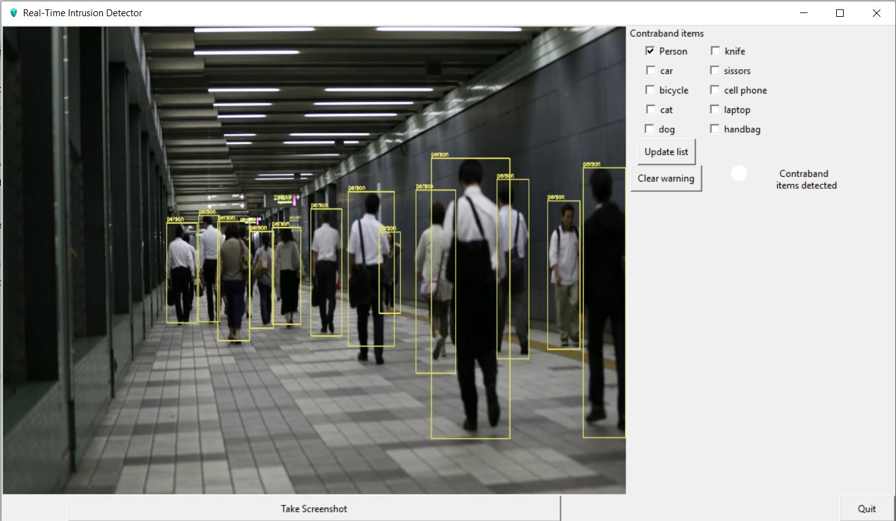 Real-Time Intrusion Detector
Contraband items
Person
knife
car
sissors
bicycle
cell phone
cat
laptop
dog
handbag
Update list
Clear warning
Contraband
items detected
person
person
person
person
person
person
person
person
person
person
person
person
person
Take Screenshot
Quit